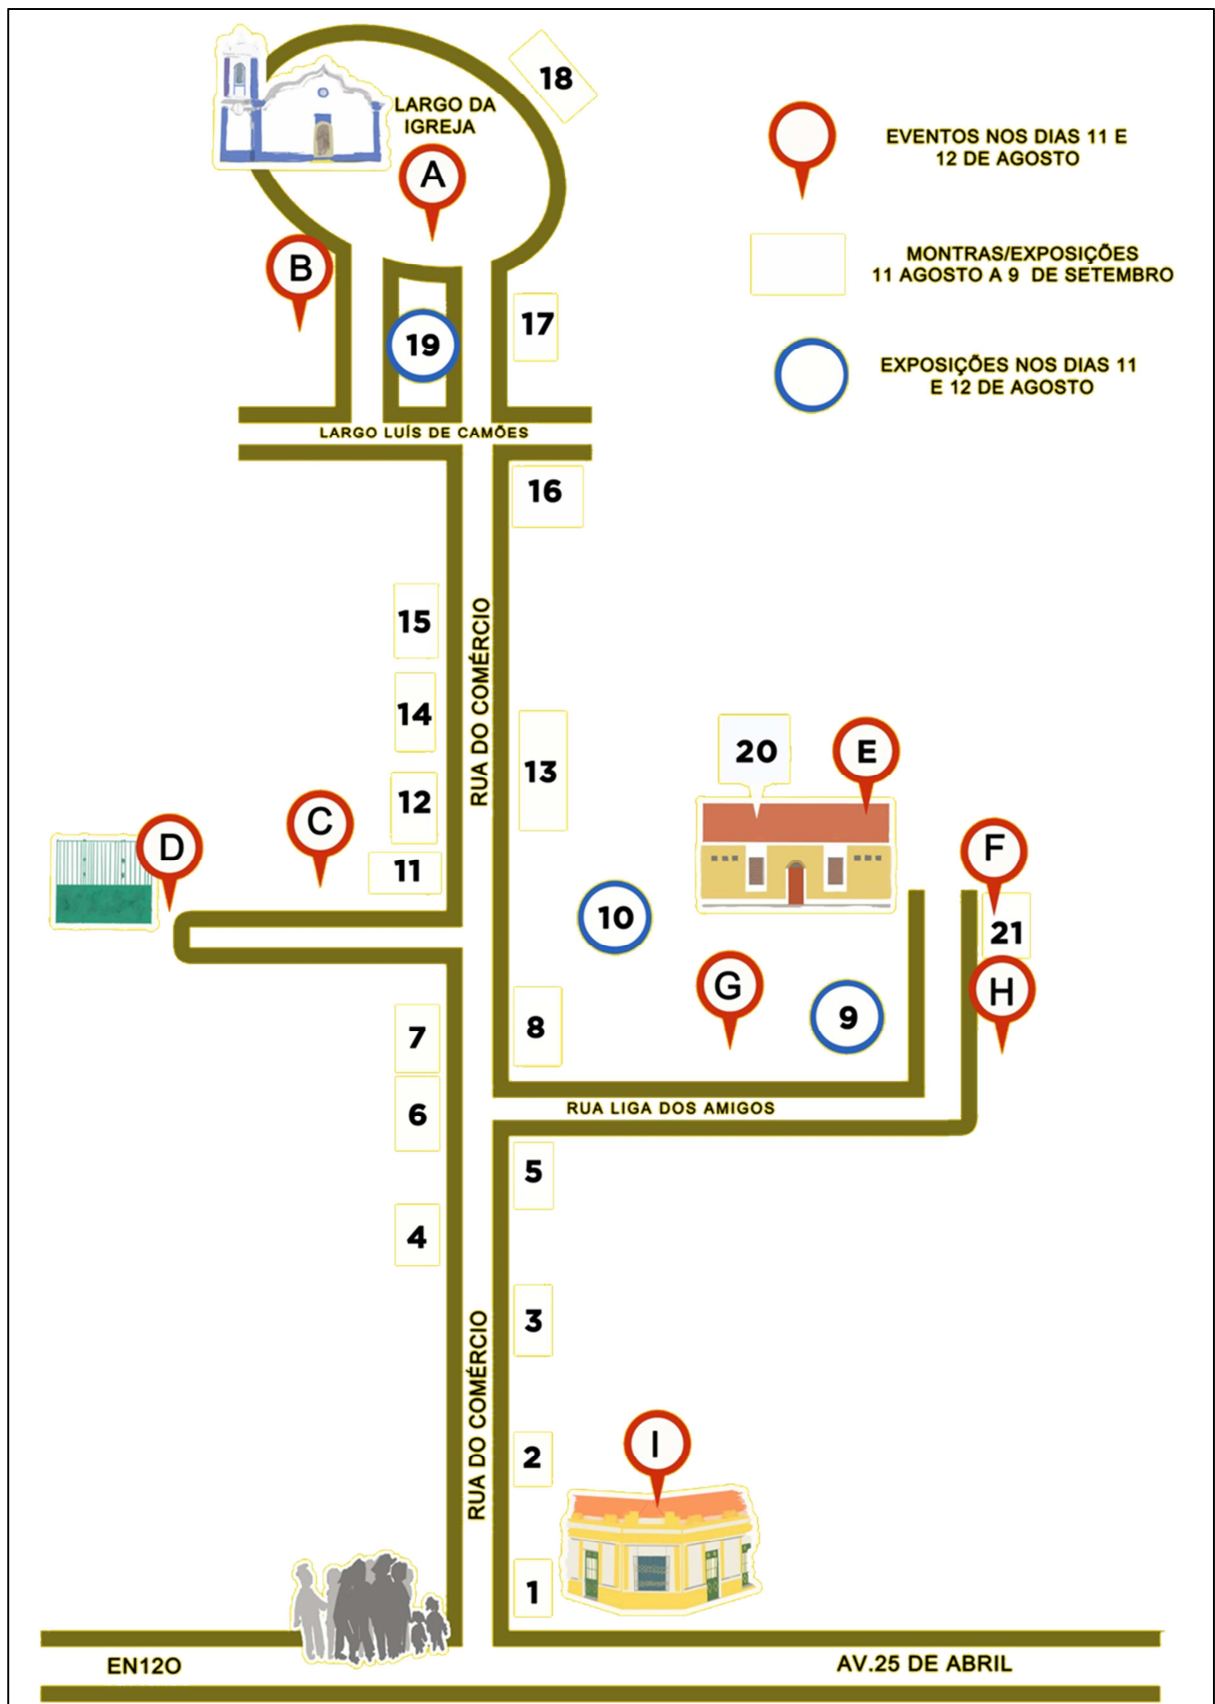 18
LARGO DA
IGREJA
A
EVENTOS NOS DIAS 11 E
12 DE AGOSTO
B
MONTRAS/EXPOSIÇÕES
11 AGOSTO A 9 DE SETEMBRO
17
19
EXPOSIÇÕES NOS DIAS 11
E 12 DE AGOSTO
LARGO LUÍS DE CAMÕES
16
15
RUA DO COMÉRCIO
14
13
20
E
12
C
D
11
F
10
21
G
H
9
8
7
RUA LIGA DOS AMIGOS
6
5
4
3
RUA DO COMÉRCIO
2
I
1
EN12O
AV.25 DE ABRIL